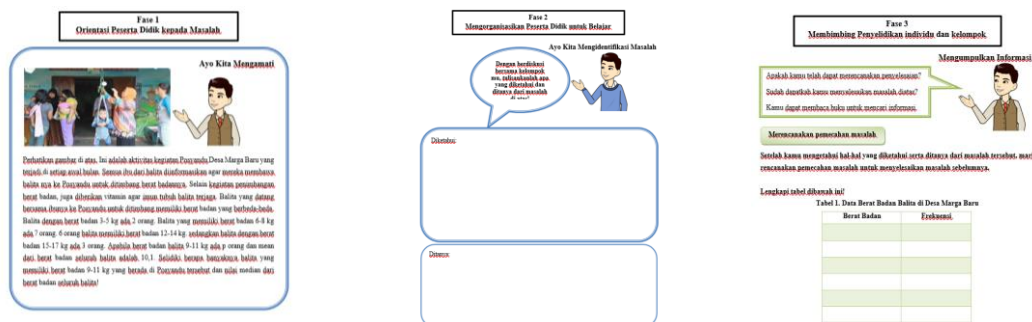 Fase 1
Orientasi Peserta Didik kepada Masalah
Ayo Kita Mengamati
Perhatikan gambar di atas. Ini adalah aktivitas kegiatan Posyandu Desa Marga Baru yang
terjadi di setiap awal bulan. Semua ibu dari balita diinformasikan agar mereka membawa
balita nya ke Posyandu untuk ditimbang berat badannya. Selain kegiatan penimbangan
berat badan, juga diberikan vitamin agar imun tubuh balita terjaga. Balita yang datang
bersama ibunya ke Posyandu untuk ditimbang memiliki berat badan yang berbeda-beda.
Balita dengan berat badan 3-5 kg ada 2 orang. Balita yang memiliki berat badan 6-8 kg
ada 7 orang. 6 orang balita memiliki berat badan 12-14 kg. sedangkan balita dengan berat
badan 15-17 kg ada 3 orang. Apabila berat badan balita 9-11 kg ada p orang dan mean
dari berat badan seluruh balita adalah 10,1. Selidiki berapa banyaknya balita yang
memiliki berat badan 9-11 kg yang berada di Posyandu tersebut dan nilai median dari
berat badan seluruh balita!
Fase 2
Mengorganisasikan Peserta Didik untuk Belajar
Ayo Kita Mengidentifikasi Masalah
Dengan berdiskusi
bersama kelompok
mu, tuliskanlah apa
yang diketahui dan
ditanya dari masalah
di atas!
Diketahui:
Ditanya:
Fase 3
Membimbing Penyelidikan individu dan kelompok
Mengumpulkan Informasi
Apakah kamu telah dapat merencanakan penyelesaian?
Sudah dapatkah kamu menyelesaikan masalah diatas?
Kamu dapat membaca buku untuk mencari informasi.
Merencanakan pemecahan masalah
Setelah kamu mengetahui hal-hal yang diketahui serta ditanya dari masalah tersebut,
rencanakan pemecahan masalah untuk menyelesaikan masalah sebelumnya.
Lengkapi tabel dibawah ini!
Tabel 1. Data Berat Badan Balita di Desa Marga Baru
Berat Badan Frekuensi